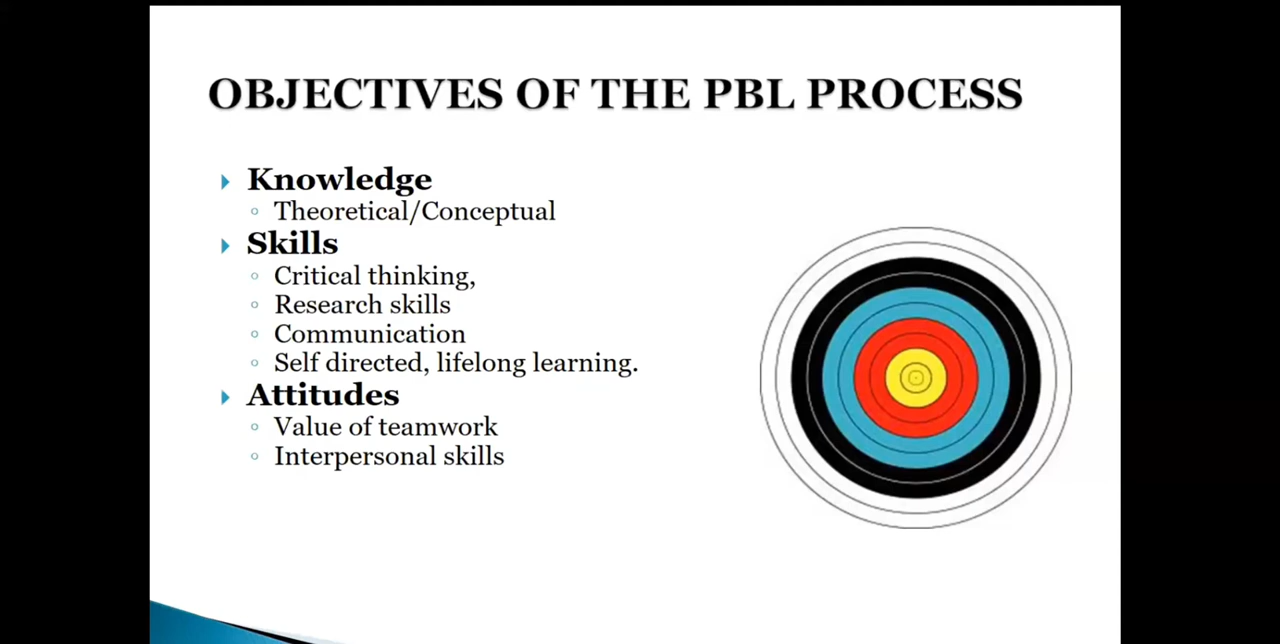 OBJECTIVES OF THE PBL PROCESS
Knowledge
Theoretical/Conceptual
Skills
Critical thinking,
Research skills
Communication
Self directed, lifelong learning.
Attitudes
Value of teamwork
Interpersonal skills